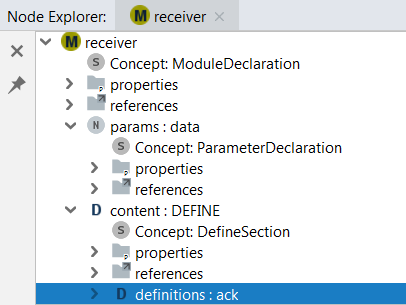 Node Explorer: M receiver
M receiver
S Concept: ModuleDeclaration
properties
references
N params : data
S Concept: ParameterDeclaration
properties
references
D content : DEFINE
S Concept: DefineSection
properties
references
D definitions : ack